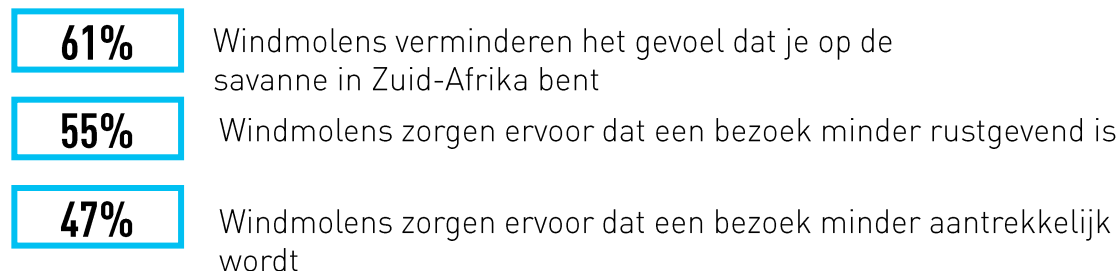 61%
Windmolens verminderen het gevoel dat je op de
savanne in Zuid-Afrika bent
55%
Windmolens zorgen ervoor dat een bezoek minder rustgevend is
47%
Windmolens zorgen ervoor dat een bezoek minder aantrekkelijk
wordt